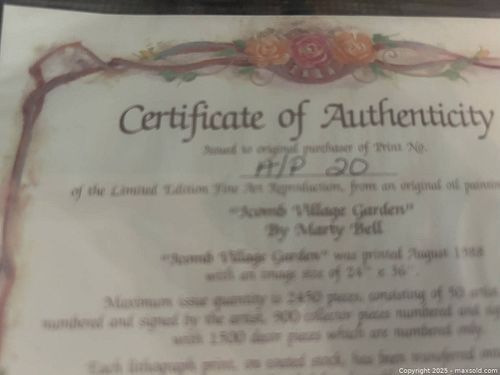 Certificate of Authenticity
Issued to original purchaser of Print No.
A/P 20
of the Limited Edition Fine Art Reproduction, from an original oil
"Icomb Village Garden"
By Marty Bell
"Icomb Village Garden" was printed August 1988
with an image size of 24" x 36".
Maximum issue quantity is 2450 pieces, consisting of 50 artist
numbered and signed by the artist, 900 collector pieces numbered and
with 1500 decor pieces which are numbered only.
Each lithograph print, on coated stock, has been transferred
Copyright 2025 - maxsold.com